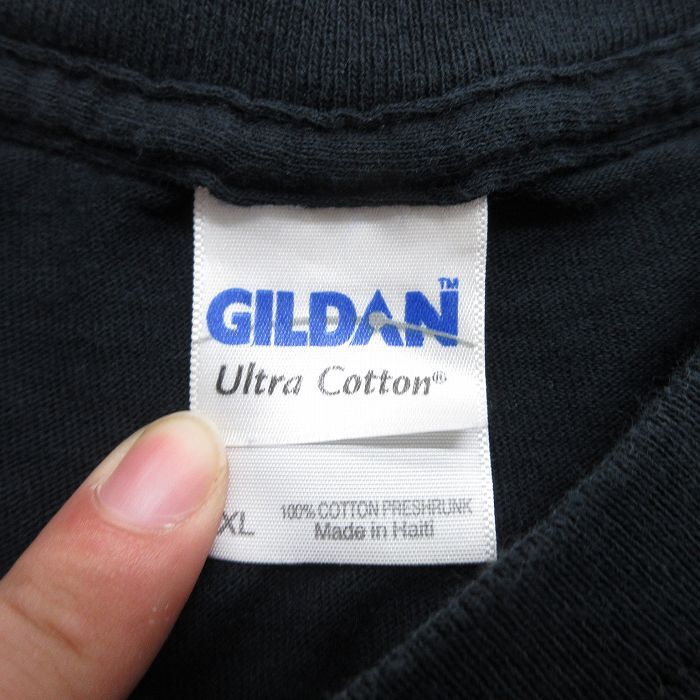 GILDAN™
Ultra Cotton®
XL
100% COTTON PRESHRUNK
Made in Haiti